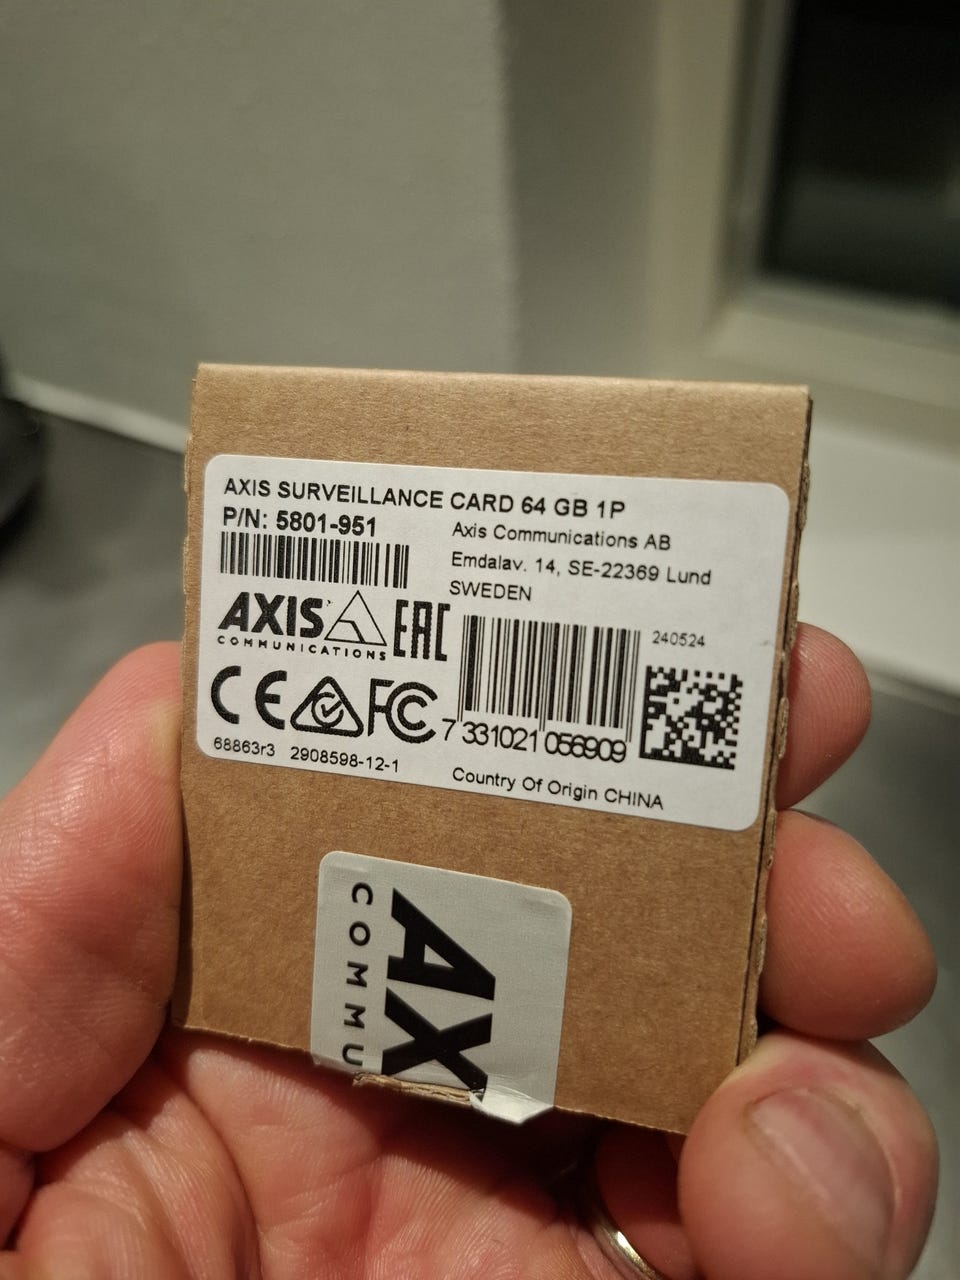 AXIS SURVEILLANCE CARD 64 GB 1P
P/N: 5801-951
Axis Communications AB
Emdalav. 14, SE-22369 Lund
SWEDEN
AXIS
COMMUNICATIONS
EAC
CE
FC
240524
7 331021 056909
68863r3 2908598-12-1
Country Of Origin CHINA
AX
COMMU